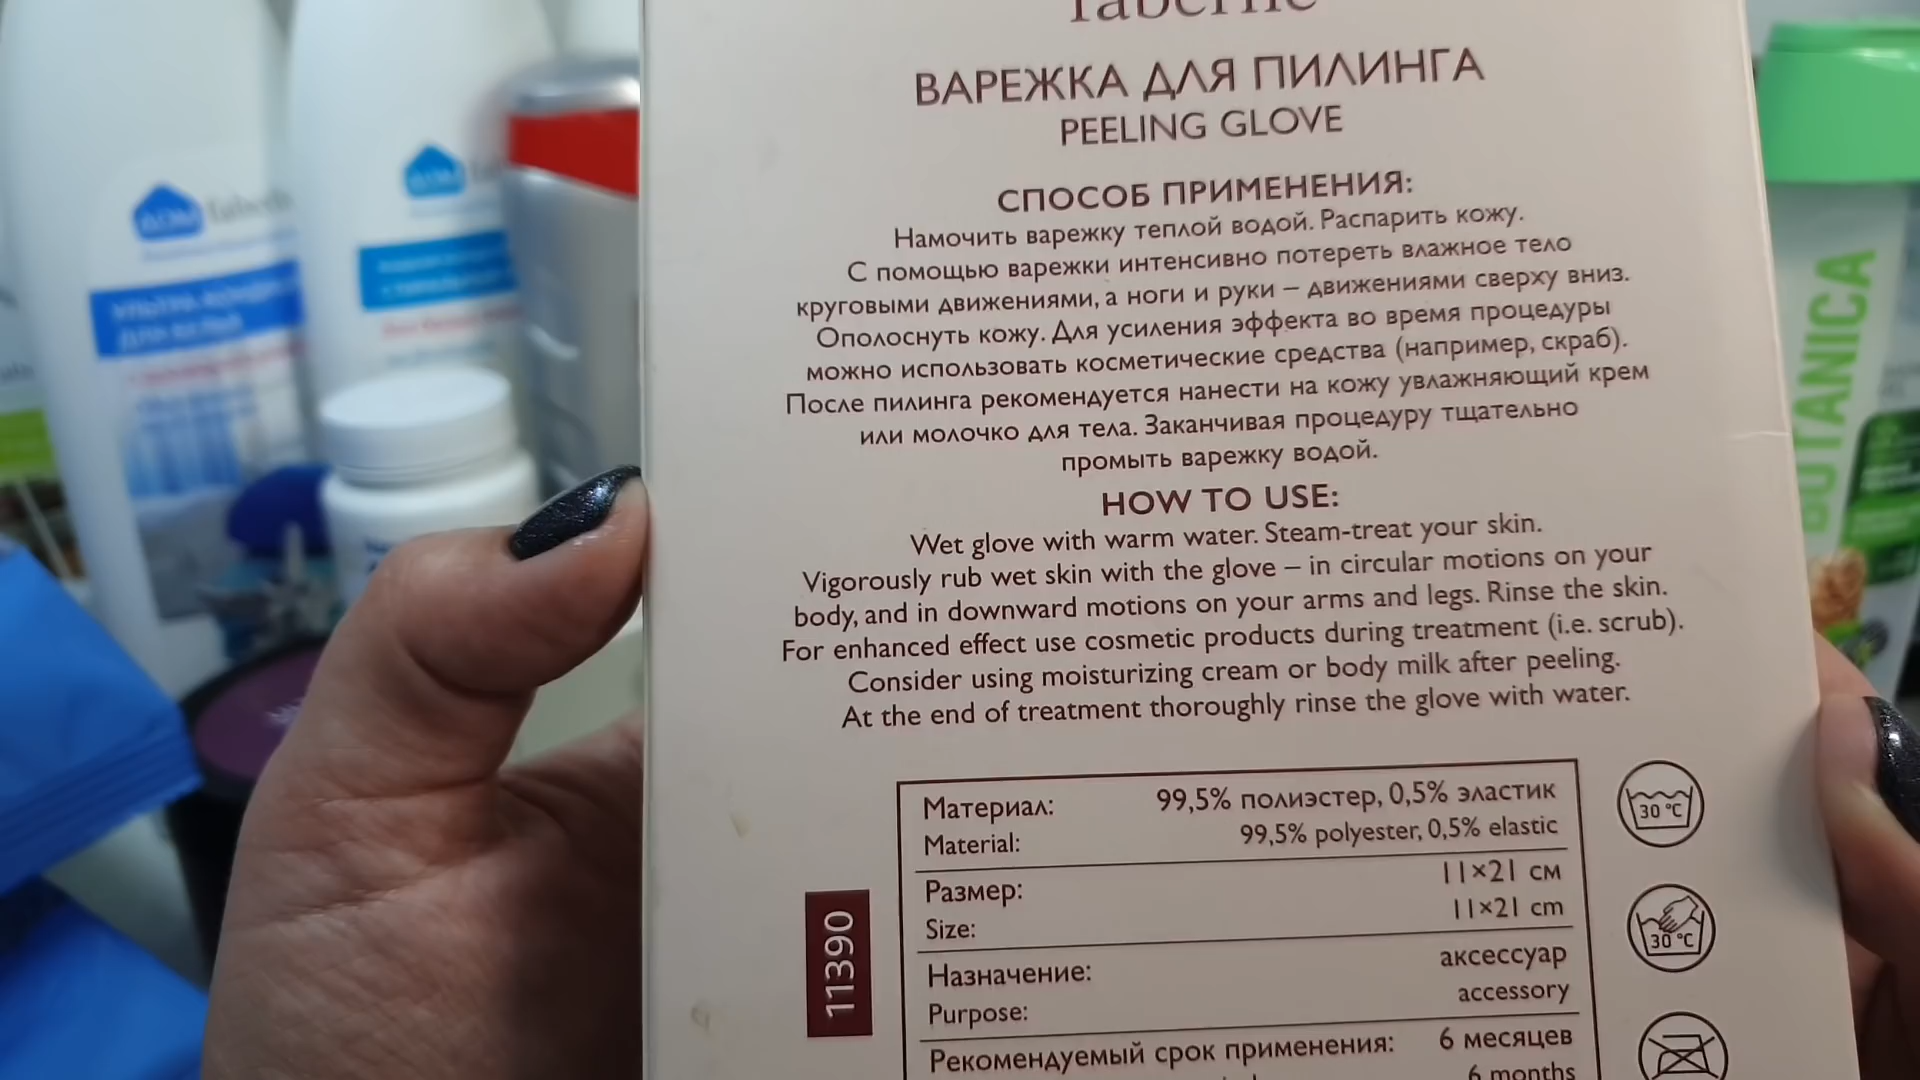 faberlic
ВАРЕЖКА ДЛЯ ПИЛИНГА
PEELING GLOVE
СПОСОБ ПРИМЕНЕНИЯ:
Намочить варежку теплой водой. Распарить кожу.
С помощью варежки интенсивно потереть влажное тело
круговыми движениями, а ноги и руки – движениями сверху вниз.
Ополоснуть кожу. Для усиления эффекта во время процедуры
можно использовать косметические средства (например, скраб).
После пилинга рекомендуется нанести на кожу увлажняющий крем
или молочко для тела. Заканчивая процедуру тщательно
промыть варежку водой.
HOW TO USE:
Wet glove with warm water. Steam-treat your skin.
Vigorously rub wet skin with the glove – in circular motions on your
body, and in downward motions on your arms and legs. Rinse the skin.
For enhanced effect use cosmetic products during treatment (i.e. scrub).
Consider using moisturizing cream or body milk after peeling.
At the end of treatment thoroughly rinse the glove with water.
Материал: 99,5% полиэстер, 0,5% эластик
Material: 99,5% polyester, 0,5% elastic
Размер: 11×21 см
Size: 11×21 cm
Назначение: аксессуар
Purpose: accessory
Рекомендуемый срок применения: 6 месяцев
6 months
11390
30 °C
30 °C
BOTANICA
ДОМ faberlic
ДОМ
УЛЬТРА
ДЛЯ БЕЛЬЯ